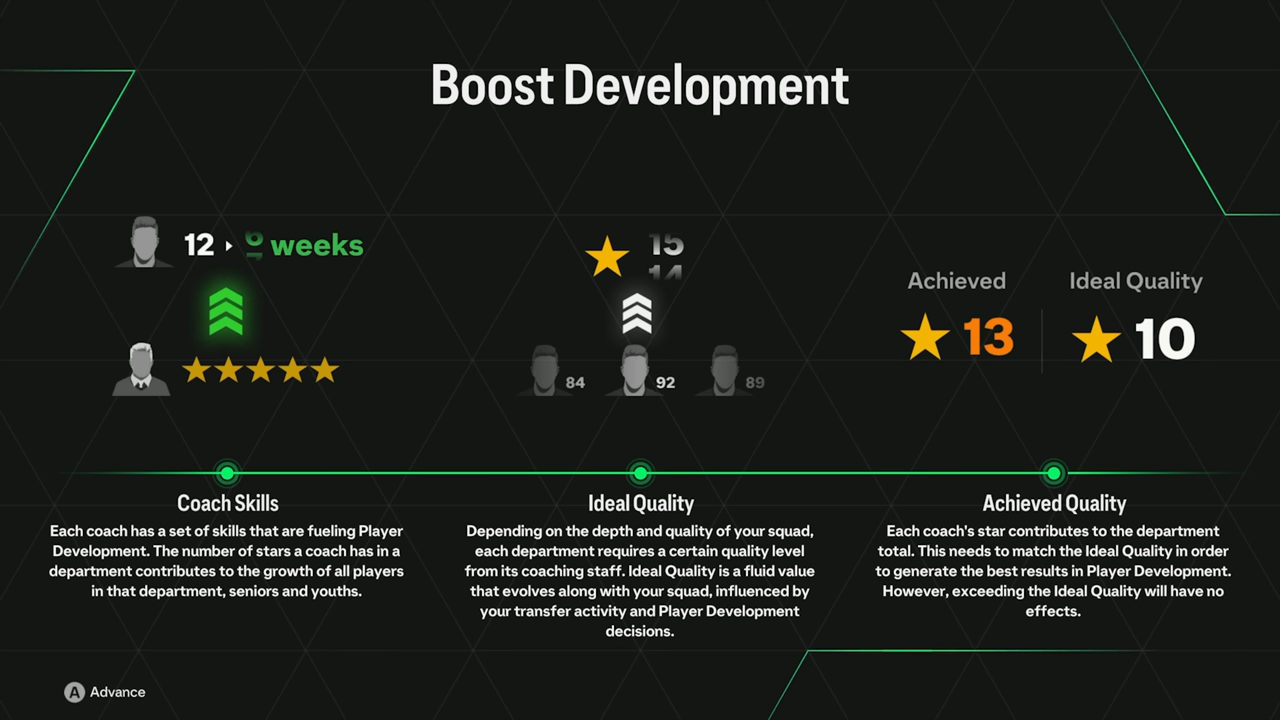 Boost Development
12 weeks
15
14
84
92
89
Achieved
Ideal Quality
13
10
Coach Skills
Each coach has a set of skills that are fueling Player
Development. The number of stars a coach has in a
department contributes to the growth of all players
in that department, seniors and youths.
Ideal Quality
Depending on the depth and quality of your squad,
each department requires a certain quality level
from its coaching staff. Ideal Quality is a fluid value
that evolves along with your squad, influenced by
your transfer activity and Player Development
decisions.
Achieved Quality
Each coach's star contributes to the department
total. This needs to match the Ideal Quality in order
to generate the best results in Player Development.
However, exceeding the Ideal Quality will have no
effects.
A Advance